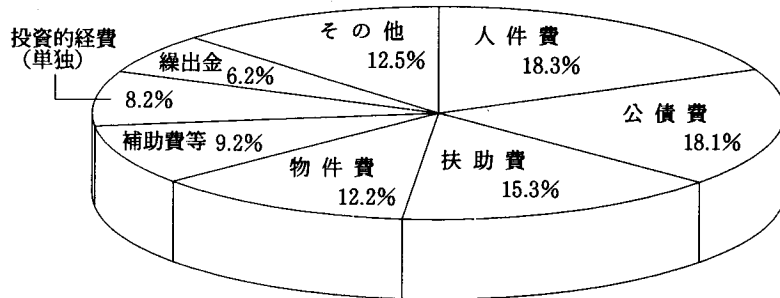 人 件 費
18.3%
公 債 費
18.1%
扶 助 費
15.3%
物 件 費
12.2%
補助費等 9.2%
投資的経費
（単独）
8.2%
繰出金
6.2%
そ の 他
12.5%